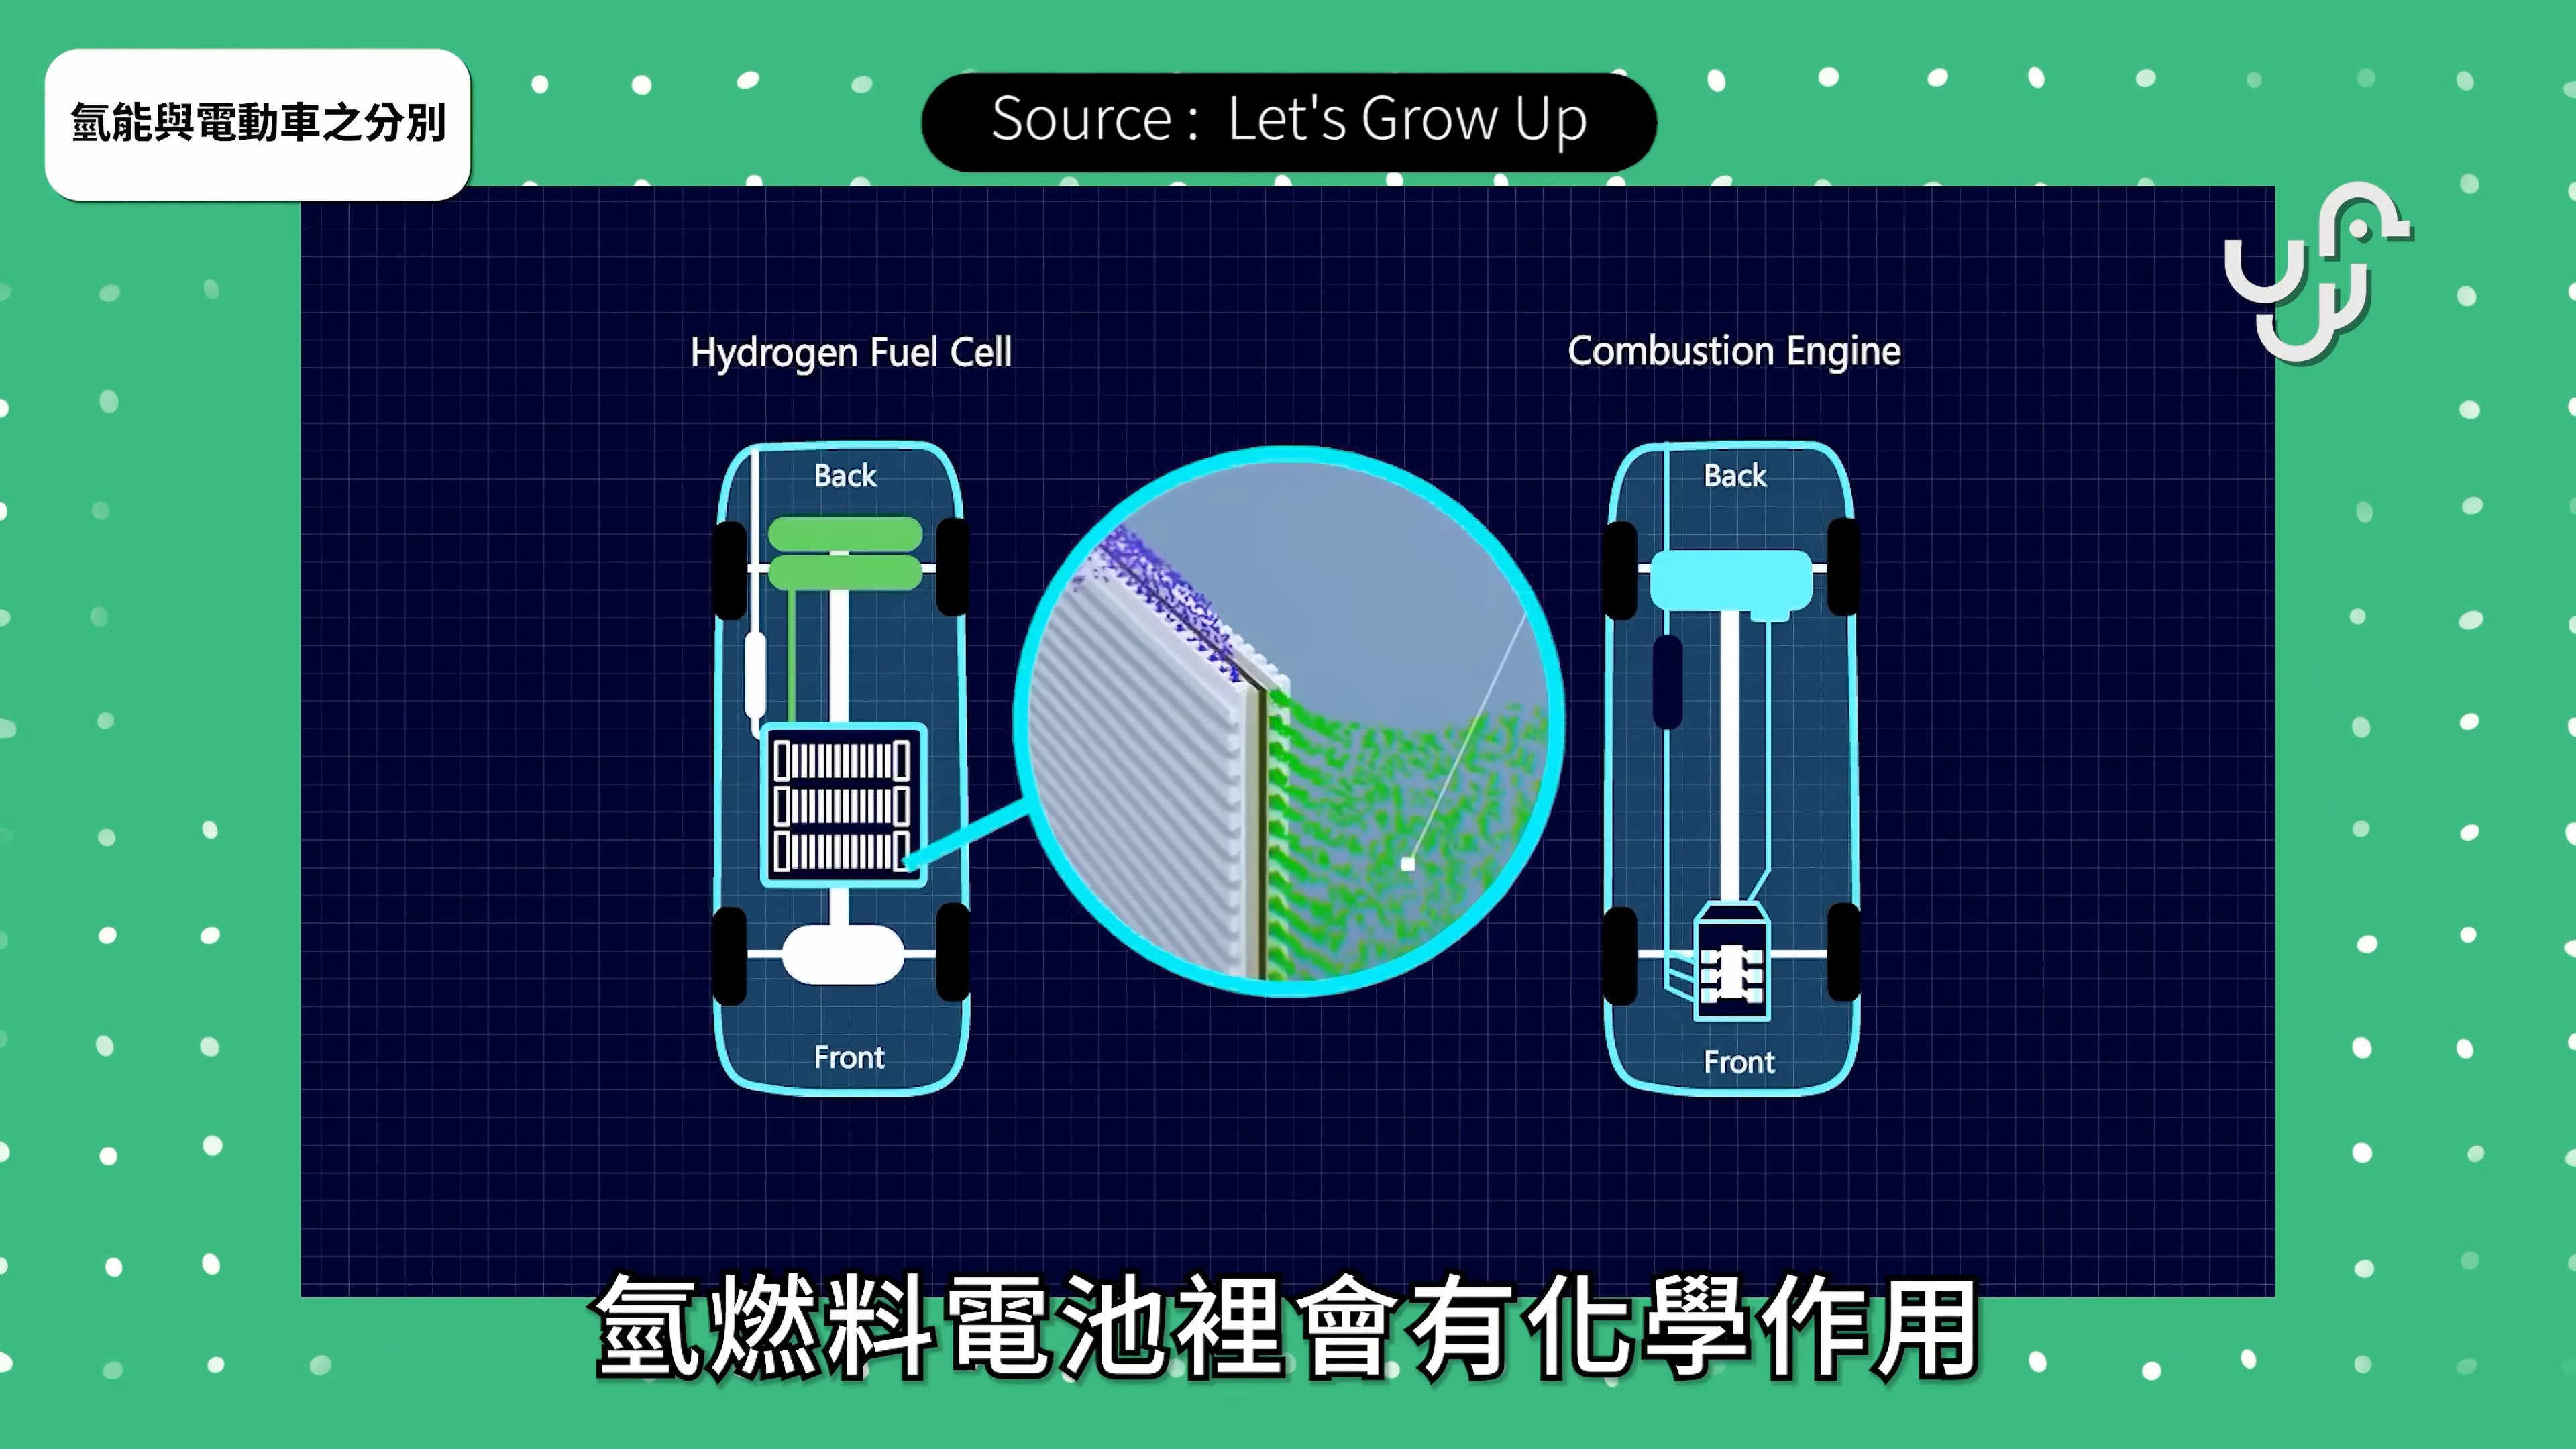 氫能與電動車之分別
Source : Let's Grow Up
Hydrogen Fuel Cell
Combustion Engine
Back
Back
Front
Front
氫燃料電池裡會有化學作用